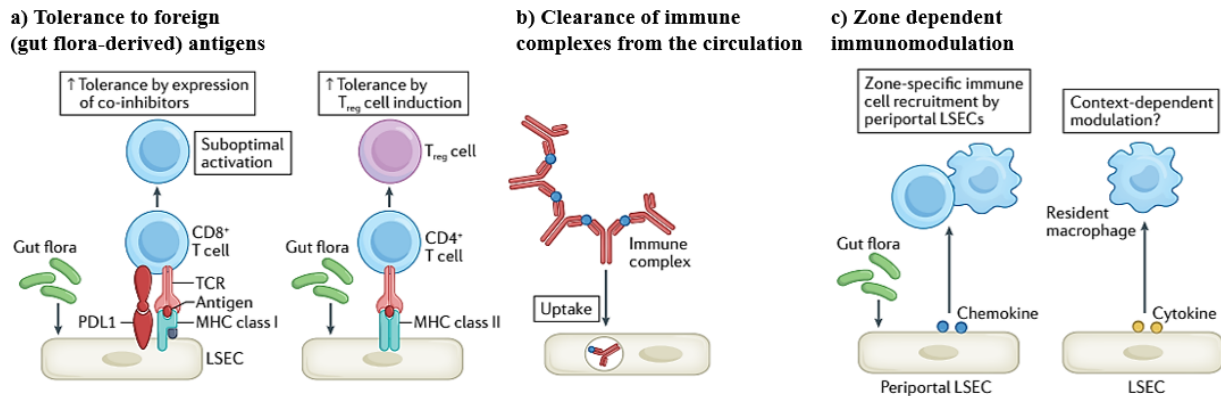 a) Tolerance to foreign
(gut flora-derived) antigens
↑ Tolerance by expression
of co-inhibitors
Suboptimal
activation
CD8⁺
T cell
Gut flora
TCR
Antigen
PDL1
MHC class I
LSEC
↑ Tolerance by
T reg cell induction
T reg cell
Gut flora
CD4⁺
T cell
MHC class II
b) Clearance of immune
complexes from the circulation
Immune
complex
Uptake
c) Zone dependent
immunomodulation
Zone-specific immune
cell recruitment by
periportal LSECs
Gut flora
Chemokine
Periportal LSEC
Context-dependent
modulation?
Resident
macrophage
Cytokine
LSEC